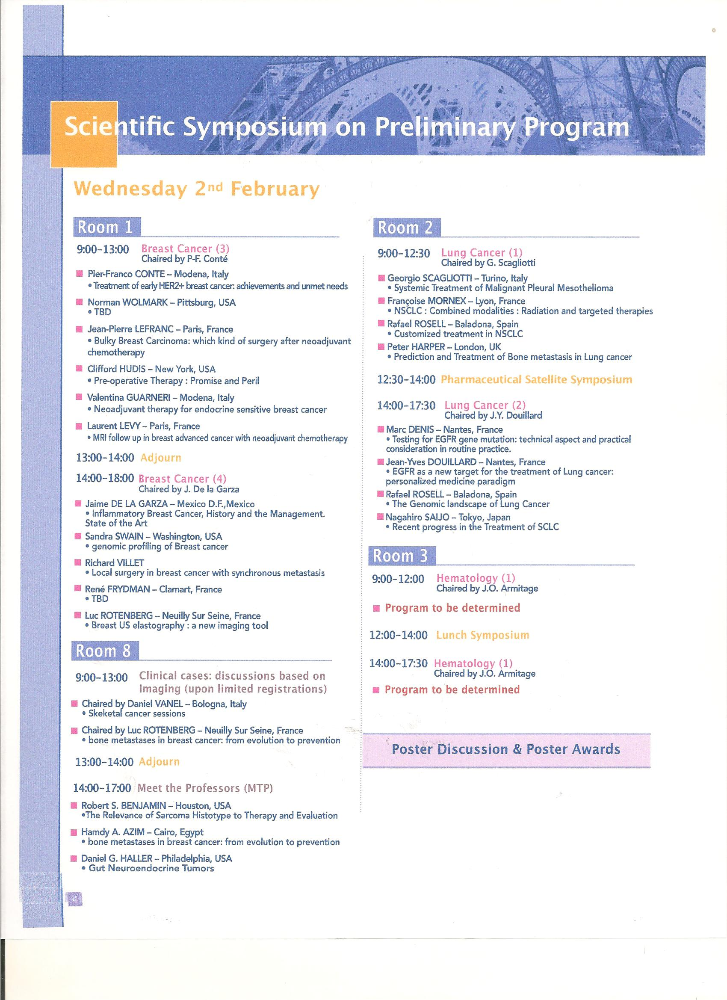 Scientific Symposium on Preliminary Program
Wednesday 2nd February
Room 1
9:00–13:00 Breast Cancer (3)
Chaired by P-F. Conté
Pier-Franco CONTE – Modena, Italy
• Treatment of early HER2+ breast cancer: achievements and unmet needs
Norman WOLMARK – Pittsburg, USA
• TBD
Jean-Pierre LEFRANC – Paris, France
• Bulky Breast Carcinoma: which kind of surgery after neoadjuvant
chemotherapy
Clifford HUDIS – New York, USA
• Pre-operative Therapy : Promise and Peril
Valentina GUARNERI – Modena, Italy
• Neoadjuvant therapy for endocrine sensitive breast cancer
Laurent LEVY – Paris, France
• MRI follow up in breast advanced cancer with neoadjuvant chemotherapy
13:00–14:00 Adjourn
14:00–18:00 Breast Cancer (4)
Chaired by J. De la Garza
Jaime DE LA GARZA – Mexico D.F.,Mexico
• Inflammatory Breast Cancer, History and the Management.
State of the Art
Sandra SWAIN – Washington, USA
• genomic profiling of Breast cancer
Richard VILLET
• Local surgery in breast cancer with synchronous metastasis
René FRYDMAN – Clamart, France
• TBD
Luc ROTENBERG – Neuilly Sur Seine, France
• Breast US elastography : a new imaging tool
Room 8
9:00–13:00 Clinical cases: discussions based on
Imaging (upon limited registrations)
Chaired by Daniel VANEL – Bologna, Italy
• Skeketal cancer sessions
Chaired by Luc ROTENBERG – Neuilly Sur Seine, France
• bone metastases in breast cancer: from evolution to prevention
13:00–14:00 Adjourn
14:00–17:00 Meet the Professors (MTP)
Robert S. BENJAMIN – Houston, USA
•The Relevance of Sarcoma Histotype to Therapy and Evaluation
Hamdy A. AZIM – Cairo, Egypt
• bone metastases in breast cancer: from evolution to prevention
Daniel G. HALLER – Philadelphia, USA
• Gut Neuroendocrine Tumors
Room 2
9:00–12:30 Lung Cancer (1)
Chaired by G. Scagliotti
Georgio SCAGLIOTTI – Turino, Italy
• Systemic Treatment of Malignant Pleural Mesothelioma
Françoise MORNEX – Lyon, France
• NSCLC : Combined modalities : Radiation and targeted therapies
Rafael ROSELL – Baladona, Spain
• Customized treatment in NSCLC
Peter HARPER – London, UK
• Prediction and Treatment of Bone metastasis in Lung cancer
12:30–14:00 Pharmaceutical Satellite Symposium
14:00–17:30 Lung Cancer (2)
Chaired by J.Y. Douillard
Marc DENIS – Nantes, France
• Testing for EGFR gene mutation: technical aspect and practical
consideration in routine practice.
Jean-Yves DOUILLARD – Nantes, France
• EGFR as a new target for the treatment of Lung cancer:
personalized medicine paradigm
Rafael ROSELL – Baladona, Spain
• The Genomic landscape of Lung Cancer
Nagahiro SAIJO – Tokyo, Japan
• Recent progress in the Treatment of SCLC
Room 3
9:00–12:00 Hematology (1)
Chaired by J.O. Armitage
Program to be determined
12:00–14:00 Lunch Symposium
14:00–17:30 Hematology (1)
Chaired by J.O. Armitage
Program to be determined
Poster Discussion & Poster Awards